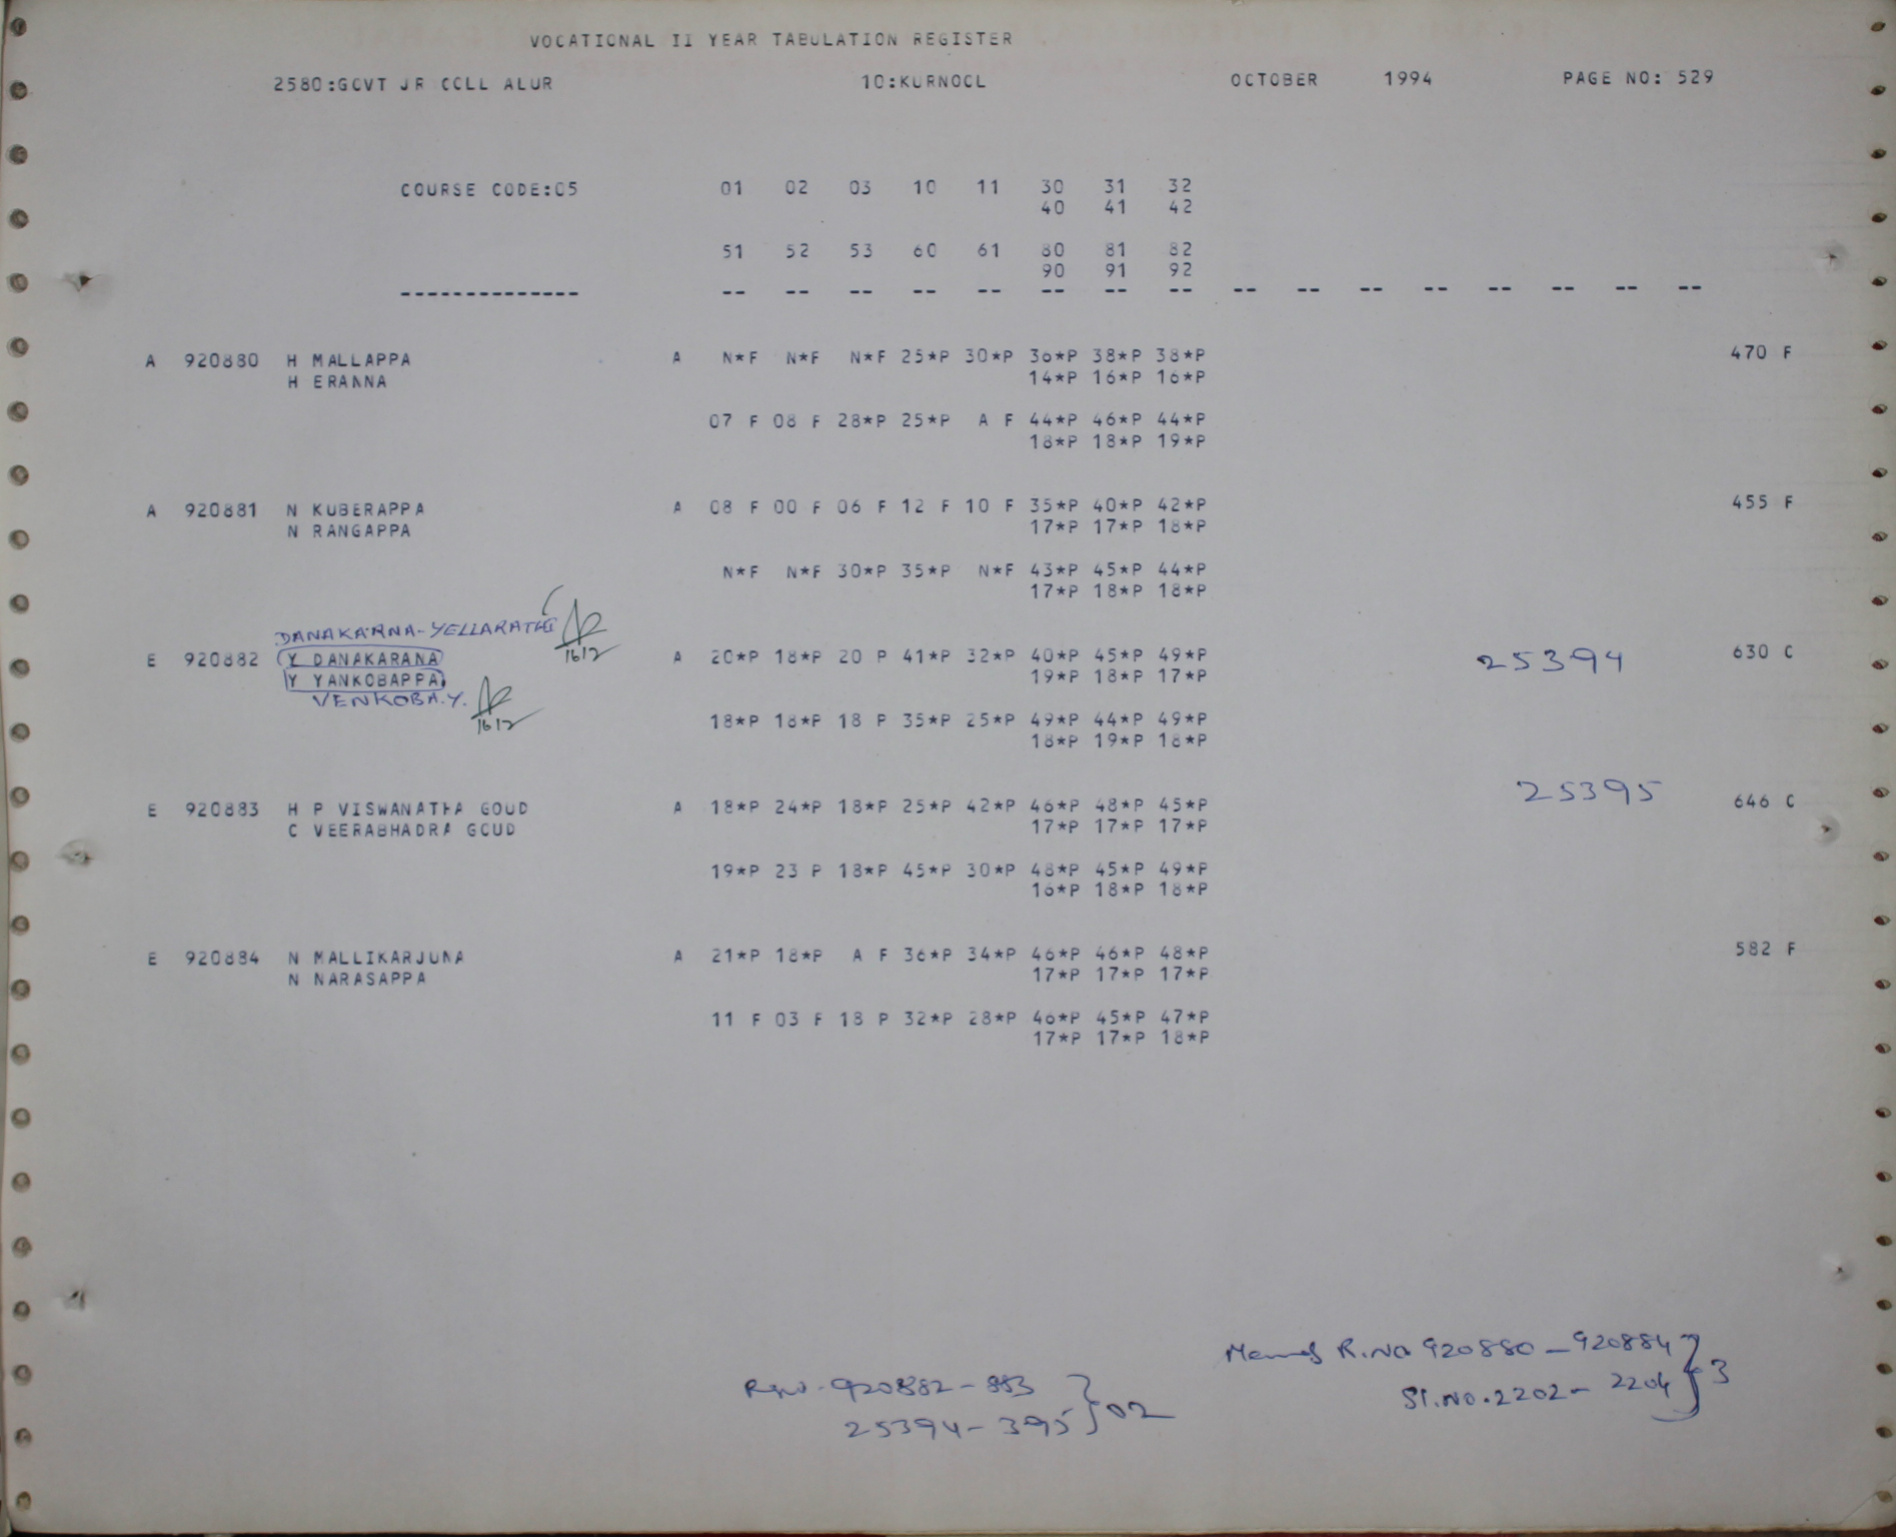 VOCATIONAL II YEAR TABULATION REGISTER
2580:GOVT JR COLL ALUR 10:KURNOOL OCTOBER 1994 PAGE NO: 529
COURSE CODE:05 01 02 03 10 11 30 31 32
40 41 42
51 52 53 60 61 80 81 82
90 91 92
-------------- -- -- -- -- -- -- -- -- -- -- -- -- -- -- -- --
A 920880 H MALLAPPA A N*F N*F N*F 25*P 30*P 36*P 38*P 38*P 470 F
H ERANNA 14*P 16*P 16*P
07 F 08 F 28*P 25*P A F 44*P 46*P 44*P
18*P 18*P 19*P
A 920881 N KUBERAPPA A 08 F 00 F 06 F 12 F 10 F 35*P 40*P 42*P 455 F
N RANGAPPA 17*P 17*P 18*P
N*F N*F 30*P 35*P N*F 43*P 45*P 44*P
17*P 18*P 18*P
DANAKARNA-YELLARATHI
1612
E 920882 Y DANAKARANA A 20*P 18*P 20 P 41*P 32*P 40*P 45*P 49*P 25394 630 C
Y YANKOBAPPA 19*P 18*P 17*P
VENKOBA.Y.
1612
18*P 18*P 18 P 35*P 25*P 49*P 44*P 49*P
18*P 19*P 18*P
25395
E 920883 H P VISWANATHA GOUD A 18*P 24*P 18*P 25*P 42*P 46*P 48*P 45*P 646 C
C VEERABHADRA GOUD 17*P 17*P 17*P
19*P 23 P 18*P 45*P 30*P 48*P 45*P 49*P
16*P 18*P 18*P
E 920884 N MALLIKARJUNA A 21*P 18*P A F 36*P 34*P 46*P 46*P 48*P 582 F
N NARASAPPA 17*P 17*P 17*P
11 F 03 F 18 P 32*P 28*P 46*P 45*P 47*P
17*P 17*P 18*P
R.No. 920882-883 } 02
25394-395
R.No 920880-920884 } 3
Sl.No.2202-2204